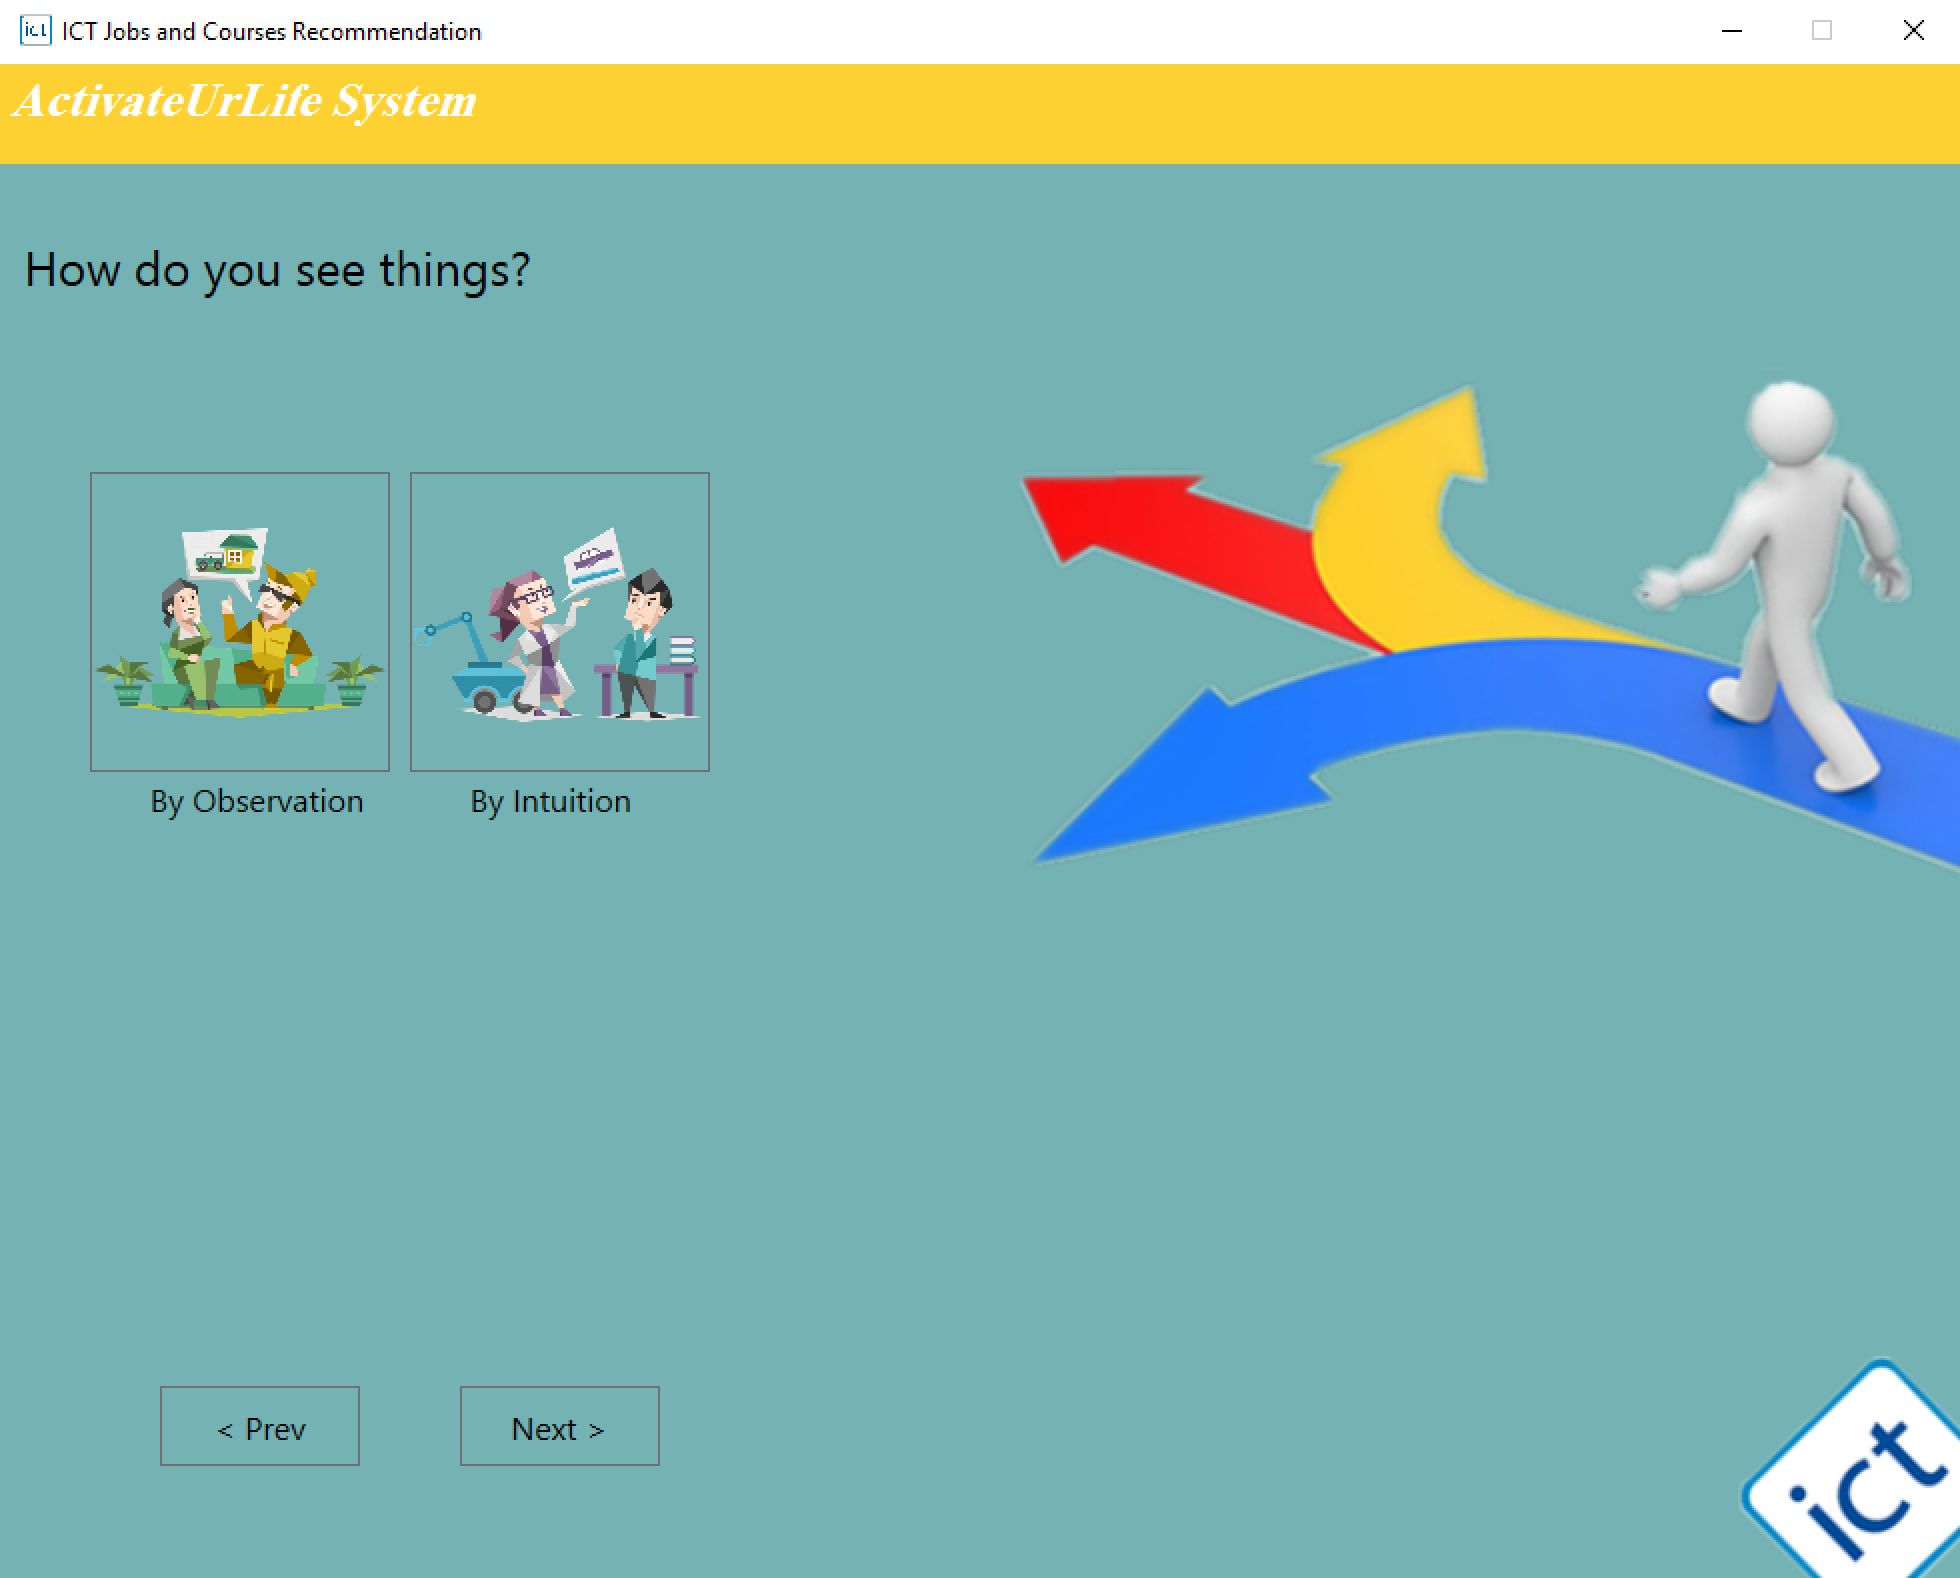 ict ICT Jobs and Courses Recommendation
ActivateUrLife System
How do you see things?
By Observation
By Intuition
< Prev
Next >
ict